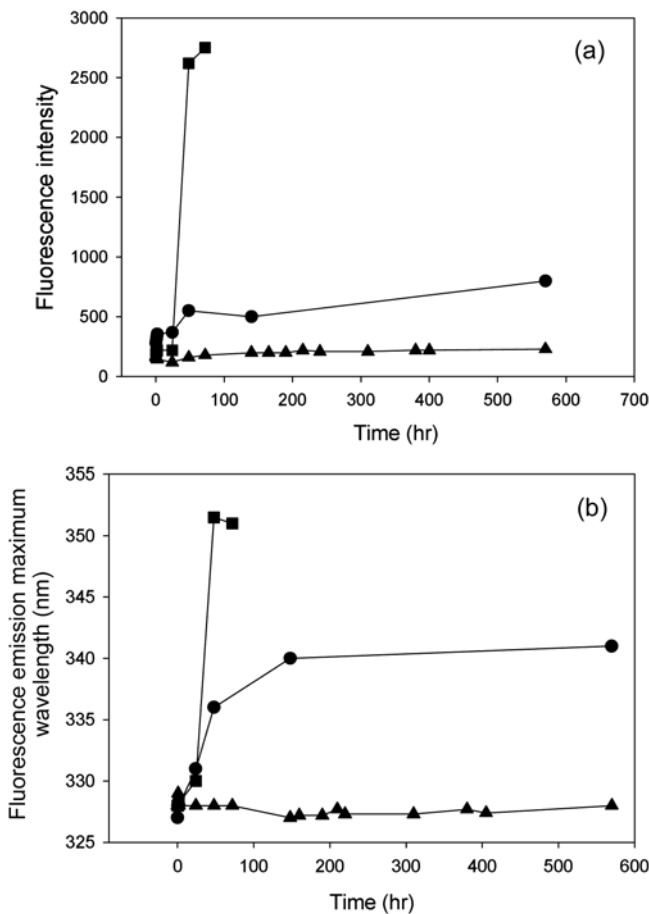 (a)
Fluorescence intensity
3000
2500
2000
1500
1000
500
0
0 100 200 300 400 500 600 700
Time (hr)
(b)
Fluorescence emission maximum
wavelength (nm)
355
350
345
340
335
330
325
0 100 200 300 400 500 600
Time (hr)